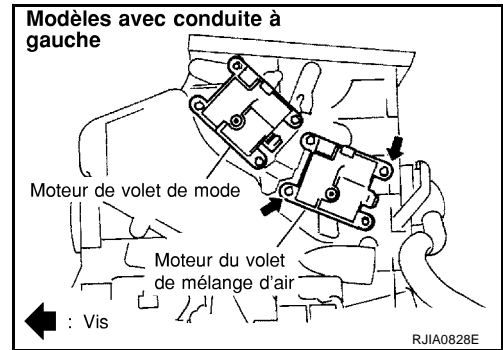 Modèles avec conduite à
gauche
Moteur de volet de mode
Moteur du volet
de mélange d'air
: Vis
RJIA0828E